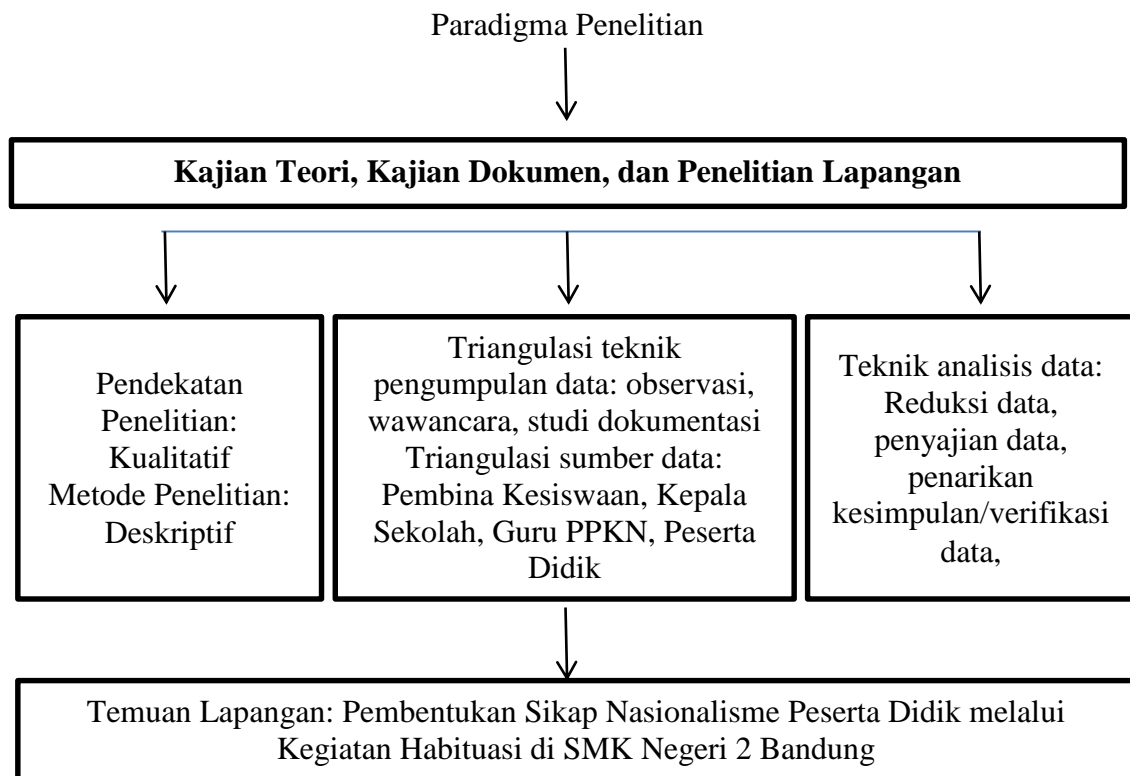 Paradigma Penelitian
Kajian Teori, Kajian Dokumen, dan Penelitian Lapangan
Pendekatan
Penelitian:
Kualitatif
Metode Penelitian:
Deskriptif
Triangulasi teknik
pengumpulan data: observasi,
wawancara, studi dokumentasi
Triangulasi sumber data:
Pembina Kesiswaan, Kepala
Sekolah, Guru PPKN, Peserta
Didik
Teknik analisis data:
Reduksi data,
penyajian data,
penarikan
kesimpulan/verifikasi
data,
Temuan Lapangan: Pembentukan Sikap Nasionalisme Peserta Didik melalui
Kegiatan Habituasi di SMK Negeri 2 Bandung